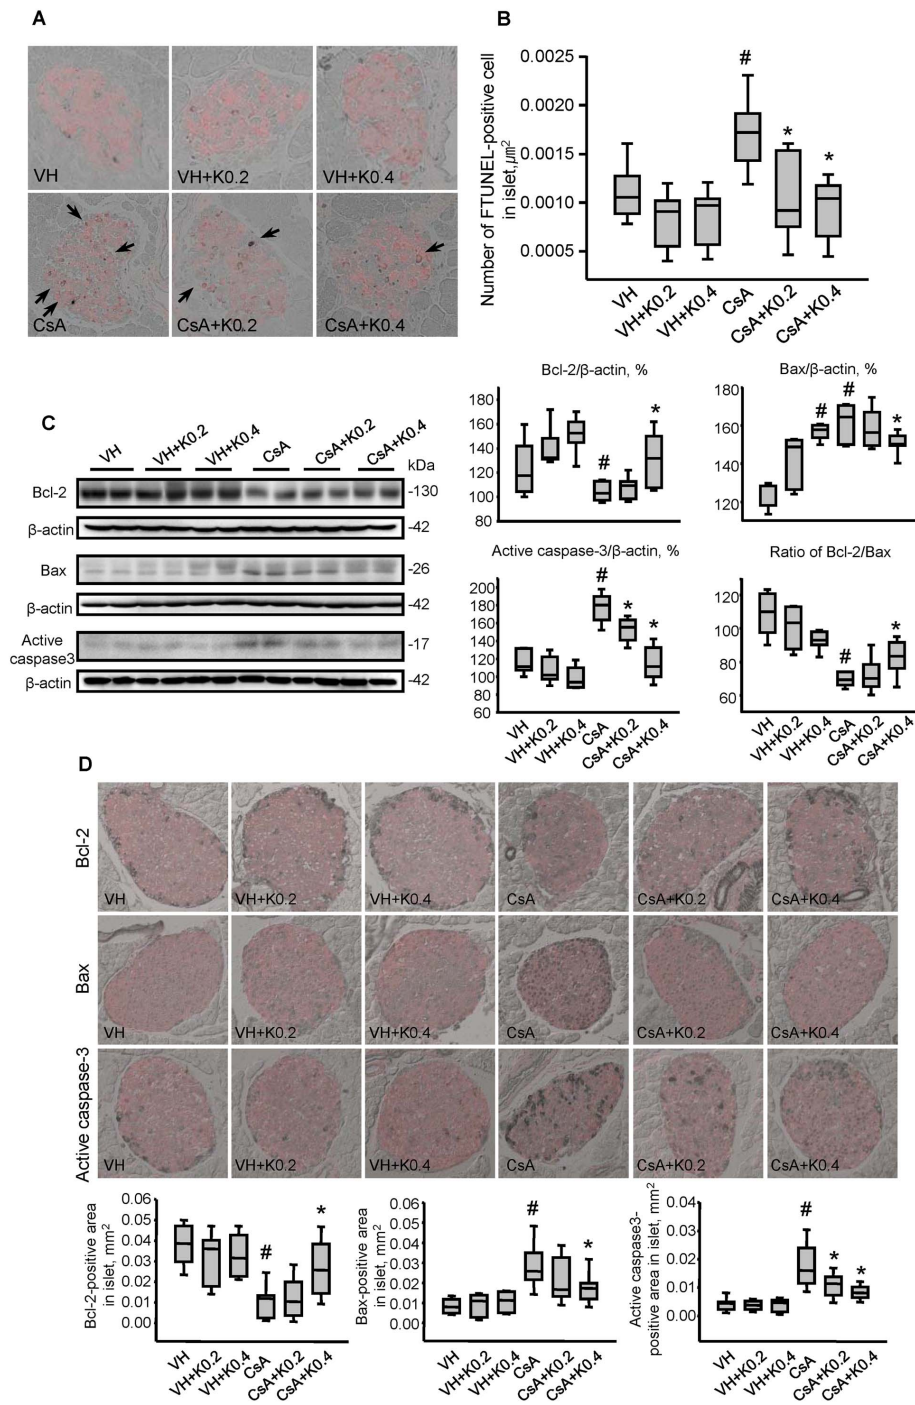 A
VH
VH+K0.2
VH+K0.4
CsA
CsA+K0.2
CsA+K0.4
B
Number of FTUNEL-positive cell
in islet, µm²
0.0025
0.0020
0.0015
0.0010
0.0005
#
*
*
VH
VH+K0.2
VH+K0.4
CsA
CsA+K0.2
CsA+K0.4
C
VH
VH+K0.2
VH+K0.4
CsA
CsA+K0.2
CsA+K0.4
kDa
Bcl-2
-130
β-actin
-42
Bax
-26
β-actin
-42
Active
caspase3
-17
β-actin
-42
Bcl-2/β-actin, %
180
160
140
120
100
80
#
*
Bax/β-actin, %
180
160
140
120
#
#
*
Active caspase-3/β-actin, %
200
180
160
140
120
100
80
60
#
*
*
VH
VH+K0.2
VH+K0.4
CsA
CsA+K0.2
CsA+K0.4
Ratio of Bcl-2/Bax
120
100
80
60
#
*
VH
VH+K0.2
VH+K0.4
CsA
CsA+K0.2
CsA+K0.4
D
Bcl-2
VH
VH+K0.2
VH+K0.4
CsA
CsA+K0.2
CsA+K0.4
Bax
VH
VH+K0.2
VH+K0.4
CsA
CsA+K0.2
CsA+K0.4
Active caspase-3
VH
VH+K0.2
VH+K0.4
CsA
CsA+K0.2
CsA+K0.4
Bcl-2-positive area
in islet, mm²
0.06
0.05
0.04
0.03
0.02
0.01
0.00
#
*
VH
VH+K0.2
VH+K0.4
CsA
CsA+K0.2
CsA+K0.4
Bax-positive area
in islet, mm²
0.06
0.05
0.04
0.03
0.02
0.01
0.00
#
*
VH
VH+K0.2
VH+K0.4
CsA
CsA+K0.2
CsA+K0.4
Active caspase3-
positive area in islet, mm²
0.04
0.03
0.02
0.01
0.00
#
*
*
VH
VH+K0.2
VH+K0.4
CsA
CsA+K0.2
CsA+K0.4